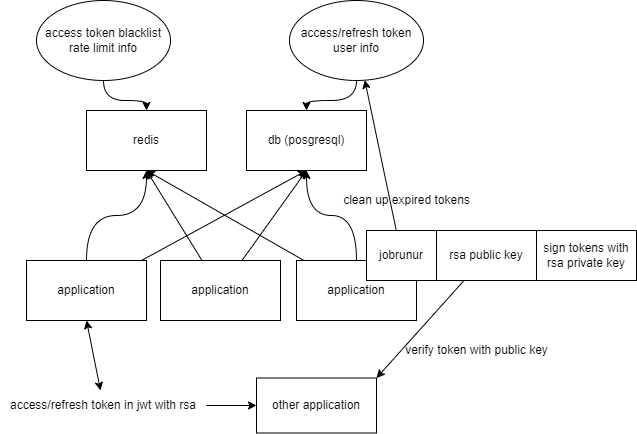 access token blacklist
rate limit info
access/refresh token
user info
redis
db (posgresql)
clean up expired tokens
jobrunur
rsa public key
sign tokens with
rsa private key
application
application
application
verify token with public key
access/refresh token in jwt with rsa
other application